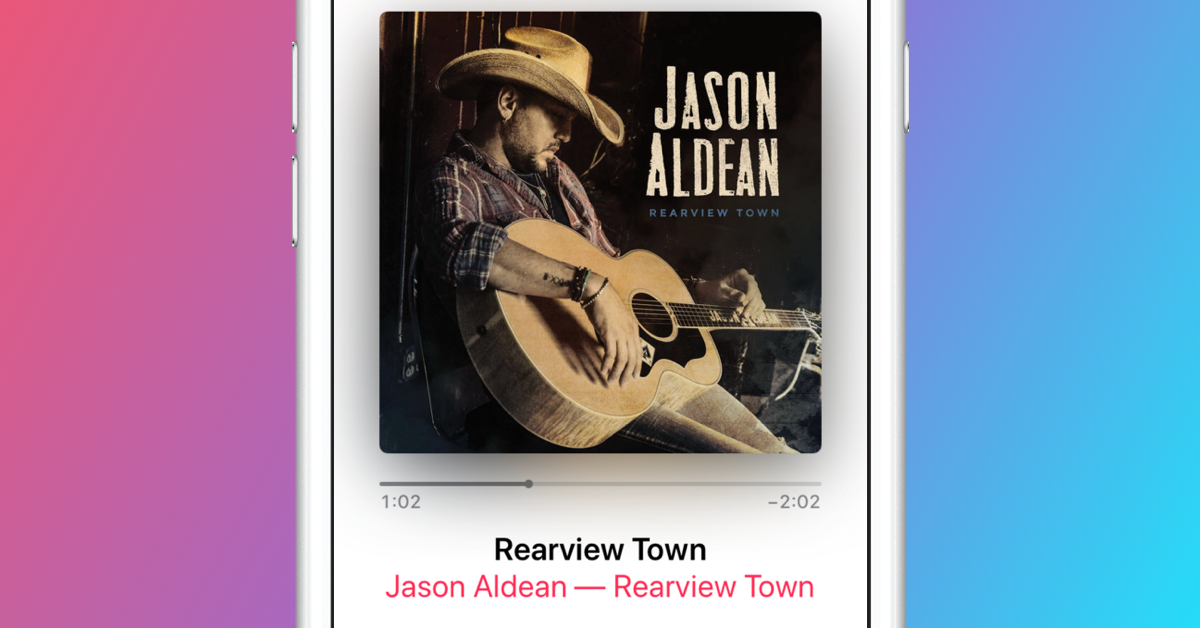 JASON
ALDEAN
REARVIEW TOWN
1:02
−2:02
Rearview Town
Jason Aldean — Rearview Town